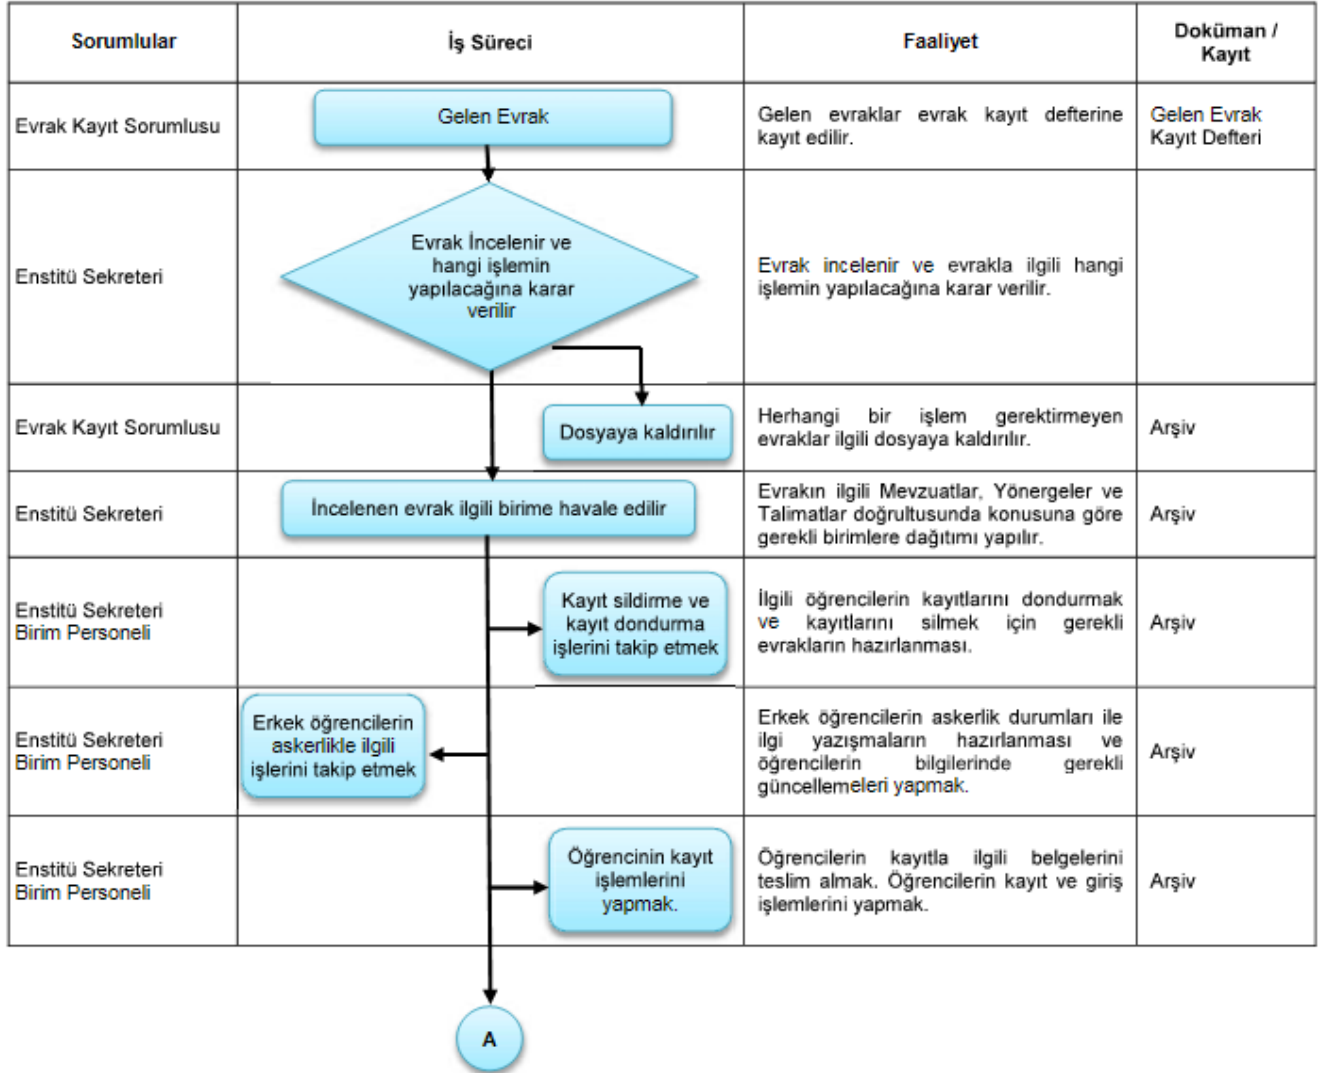 Sorumlular
İş Süreci
Faaliyet
Doküman /
Kayıt
Evrak Kayıt Sorumlusu
Gelen Evrak
Gelen evraklar evrak kayıt defterine
kayıt edilir.
Gelen Evrak
Kayıt Defteri
Enstitü Sekreteri
Evrak İncelenir ve
hangi işlemin
yapılacağına karar
verilir
Evrak incelenir ve evrakla ilgili hangi
işlemin yapılacağına karar verilir.
Evrak Kayıt Sorumlusu
Dosyaya kaldırılır
Herhangi bir işlem gerektirmeyen
evraklar ilgili dosyaya kaldırılır.
Arşiv
Enstitü Sekreteri
İncelenen evrak ilgili birime havale edilir
Evrakın ilgili Mevzuatlar, Yönergeler ve
Talimatlar doğrultusunda konusuna göre
gerekli birimlere dağıtımı yapılır.
Arşiv
Enstitü Sekreteri
Birim Personeli
Kayıt sildirme ve
kayıt dondurma
işlerini takip etmek
İlgili öğrencilerin kayıtlarını dondurmak
ve kayıtlarını silmek için gerekli
evrakların hazırlanması.
Arşiv
Enstitü Sekreteri
Birim Personeli
Erkek öğrencilerin
askerlikle ilgili
işlerini takip etmek
Erkek öğrencilerin askerlik durumları ile
ilgi yazışmaların hazırlanması ve
öğrencilerin bilgilerinde gerekli
güncellemeleri yapmak.
Arşiv
Enstitü Sekreteri
Birim Personeli
Öğrencinin kayıt
işlemlerini
yapmak.
Öğrencilerin kayıtla ilgili belgelerini
teslim almak. Öğrencilerin kayıt ve giriş
işlemlerini yapmak.
Arşiv
A